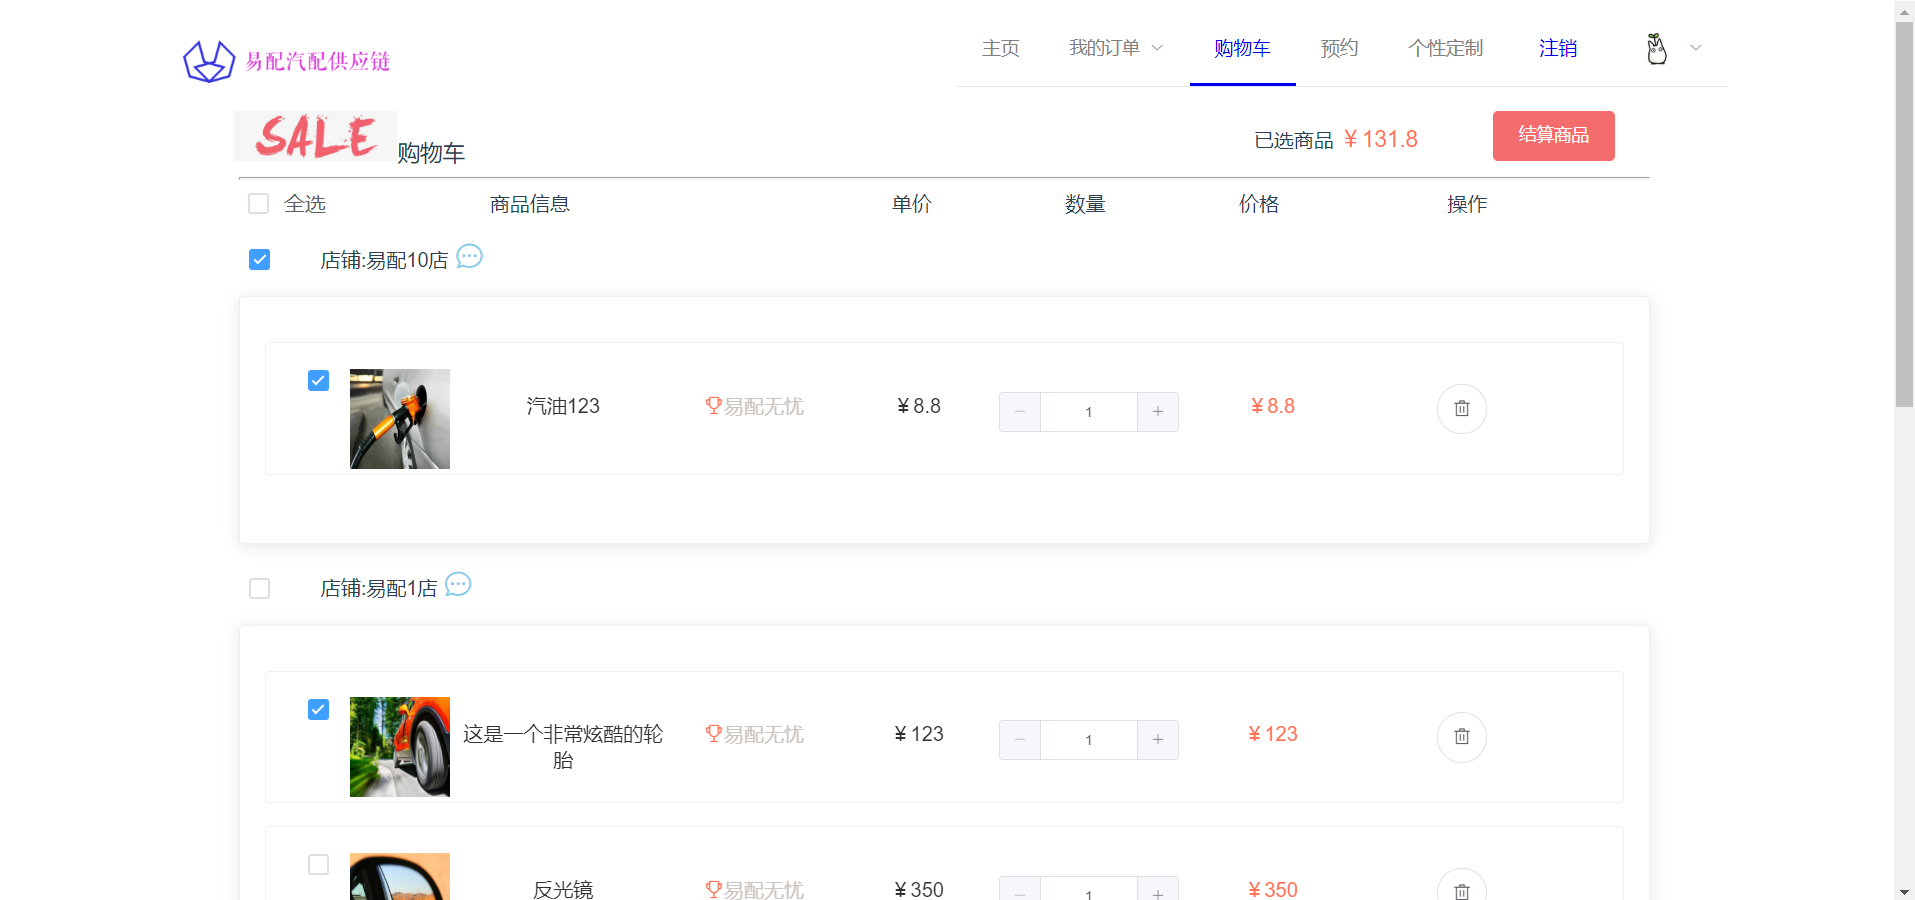 易配汽配供应链
主页 我的订单 购物车 预约 个性定制 注销
SALE 购物车 已选商品 ¥131.8 结算商品
全选 商品信息 单价 数量 价格 操作
店铺:易配10店
汽油123 易配无忧 ¥8.8 1 ¥8.8
店铺:易配1店
这是一个非常炫酷的轮 易配无忧 ¥123 1 ¥123
胎
反光镜 易配无忧 ¥350 1 ¥350